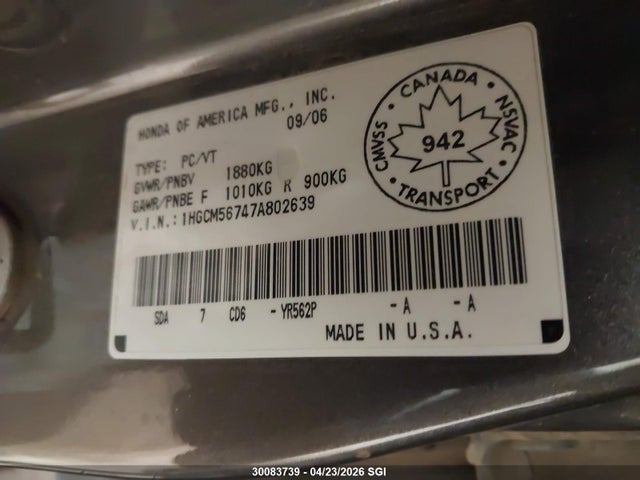 HONDA OF AMERICA MFG., INC.
09/06
TYPE: PC/VT
GVWR/PNBV 1880KG
GAWR/PNBE F 1010KG R 900KG
V.I.N.: 1HGCM56747A802639
CANADA
CMVSS
NSVAC
942
TRANSPORT
SDA 7 CD6 - YR562P - A - A
MADE IN U.S.A.
30083739 - 04/23/2026 SGI